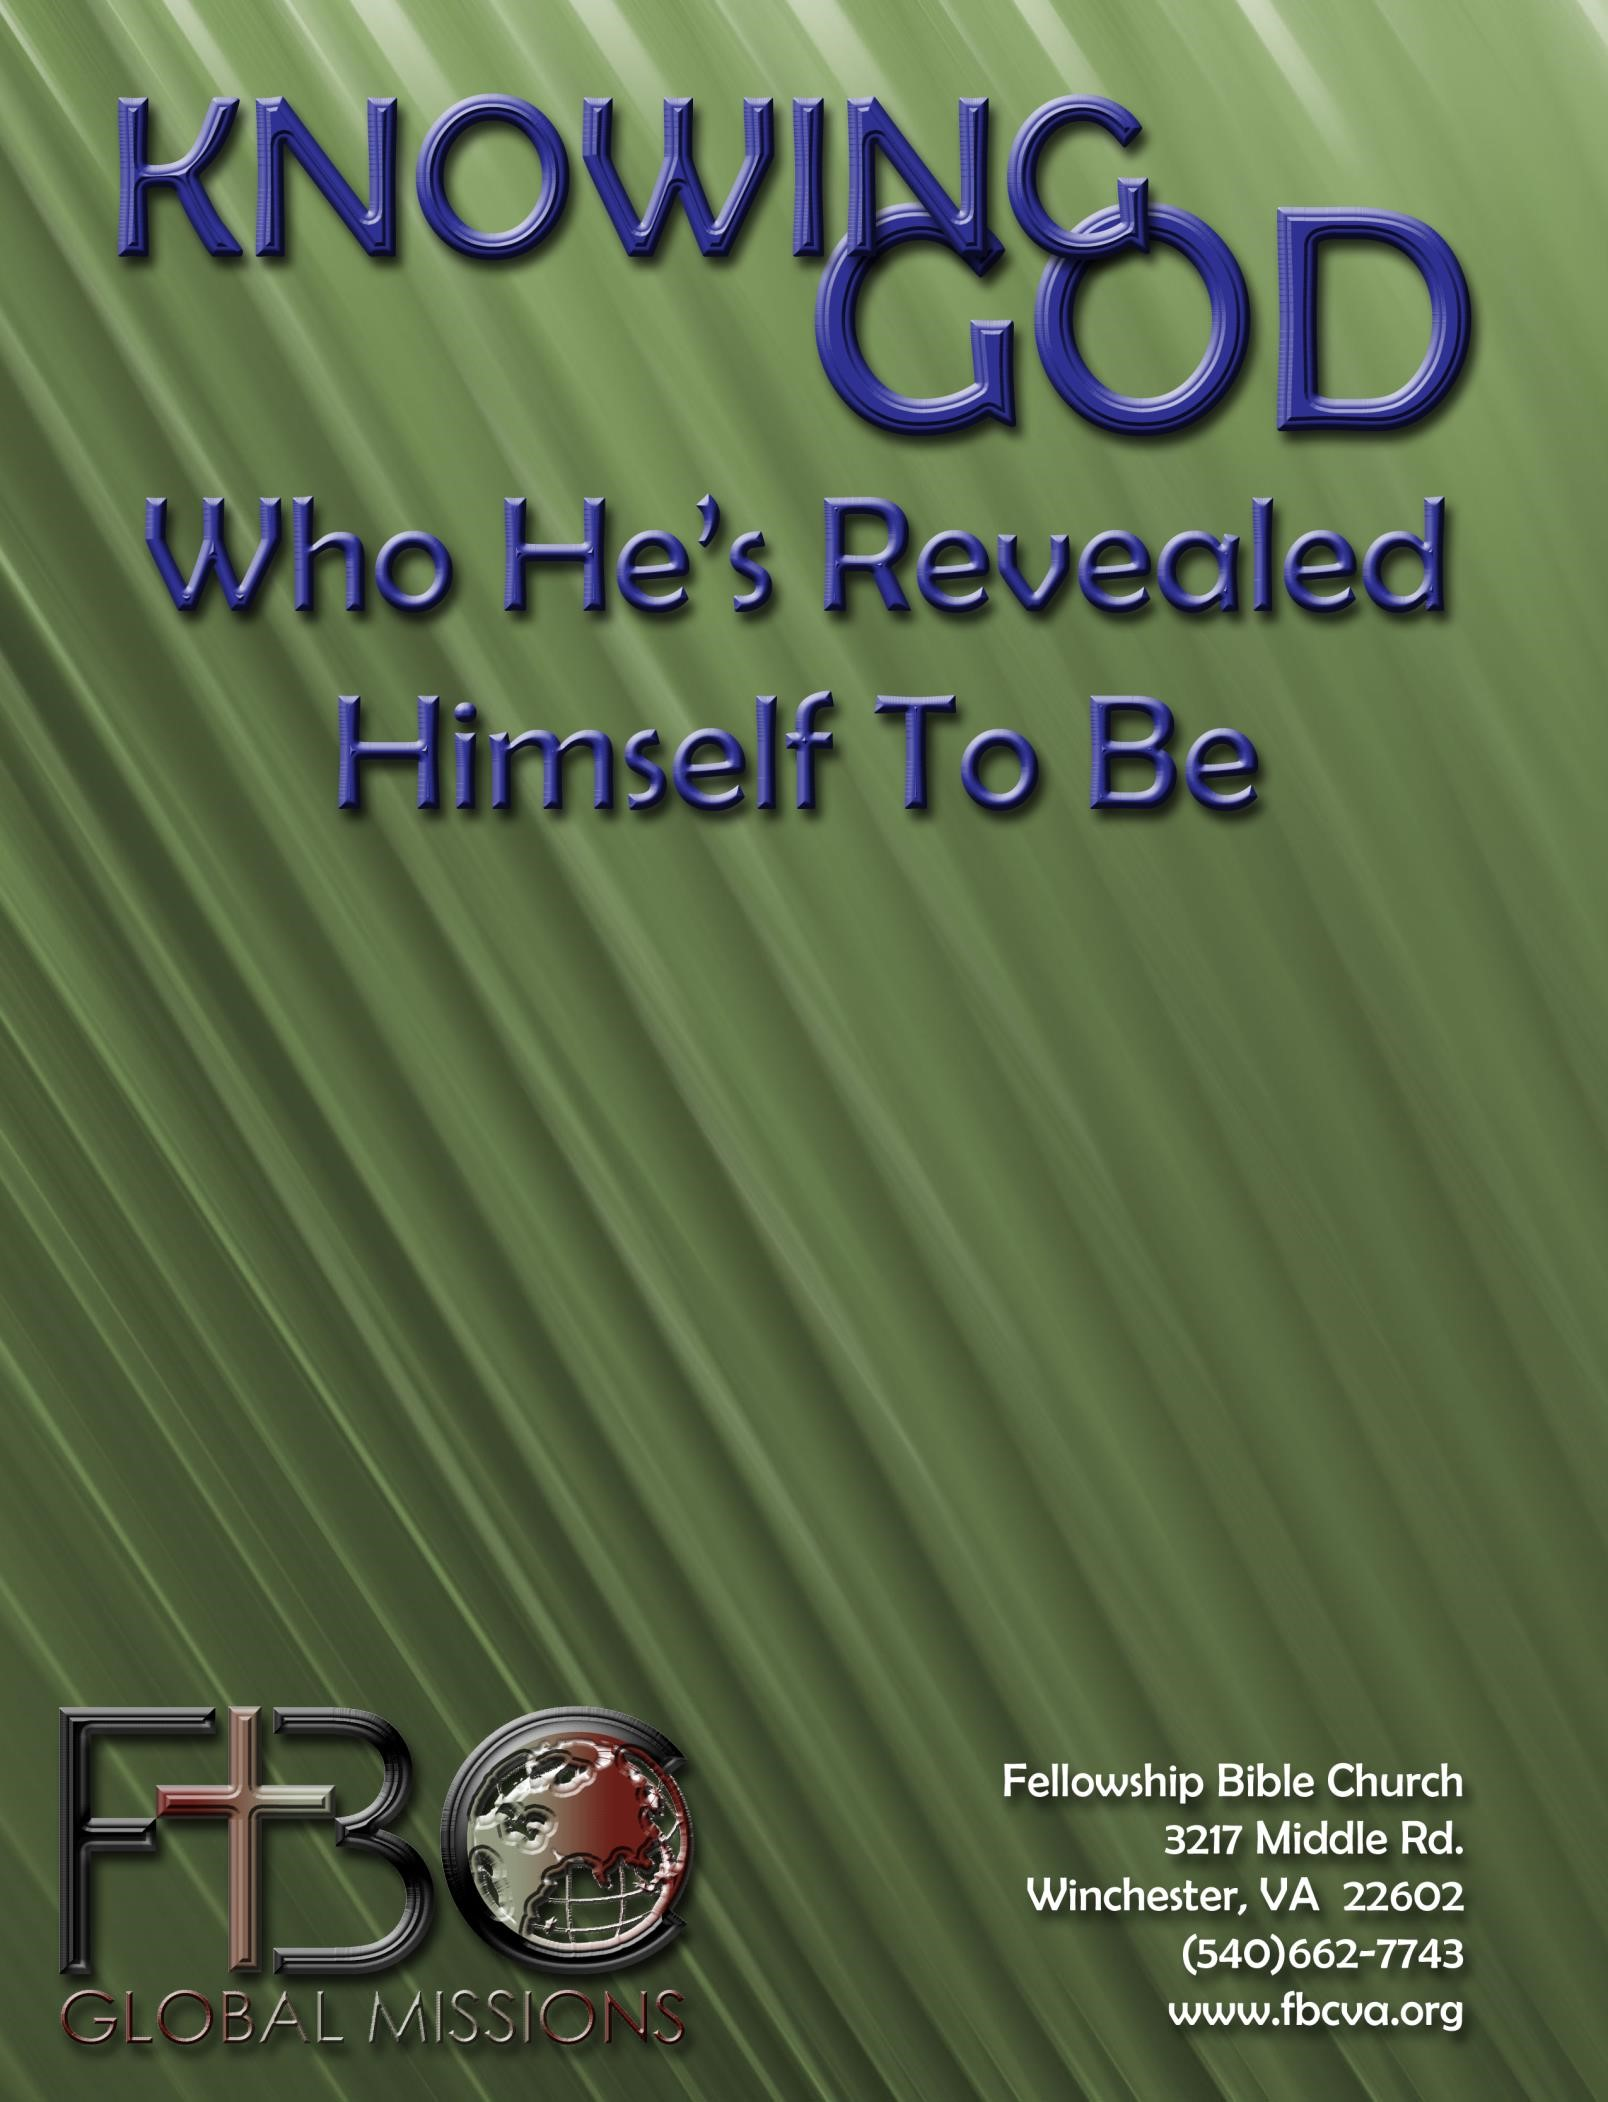 KNOWING
GOD
Who He's Revealed
Himself To Be
FBC
GLOBAL MISSIONS
Fellowship Bible Church
3217 Middle Rd.
Winchester, VA  22602
(540)662-7743
www.fbcva.org